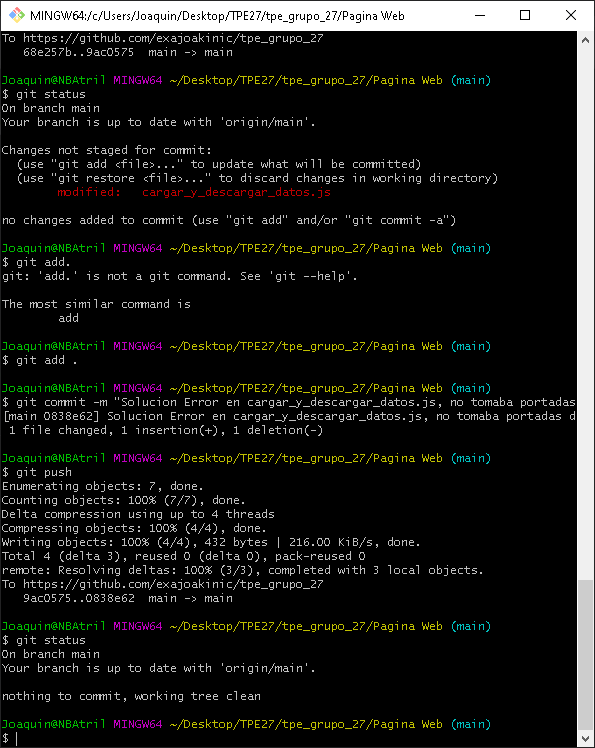 MINGW64:/c/Users/Joaquin/Desktop/TPE27/tpe_grupo_27/Pagina Web
To https://github.com/exajoakinic/tpe_grupo_27
   68e257b..9ac0575  main -> main

Joaquin@NBAtril MINGW64 ~/Desktop/TPE27/tpe_grupo_27/Pagina Web (main)
$ git status
On branch main
Your branch is up to date with 'origin/main'.

Changes not staged for commit:
  (use "git add <file>..." to update what will be committed)
  (use "git restore <file>..." to discard changes in working directory)
        modified:   cargar_y_descargar_datos.js

no changes added to commit (use "git add" and/or "git commit -a")

Joaquin@NBAtril MINGW64 ~/Desktop/TPE27/tpe_grupo_27/Pagina Web (main)
$ git add.
git: 'add.' is not a git command. See 'git --help'.

The most similar command is
        add

Joaquin@NBAtril MINGW64 ~/Desktop/TPE27/tpe_grupo_27/Pagina Web (main)
$ git add .

Joaquin@NBAtril MINGW64 ~/Desktop/TPE27/tpe_grupo_27/Pagina Web (main)
$ git commit -m "Solucion Error en cargar_y_descargar_datos.js, no tomaba portadas
[main 0838e62] Solucion Error en cargar_y_descargar_datos.js, no tomaba portadas d
 1 file changed, 1 insertion(+), 1 deletion(-)

Joaquin@NBAtril MINGW64 ~/Desktop/TPE27/tpe_grupo_27/Pagina Web (main)
$ git push
Enumerating objects: 7, done.
Counting objects: 100% (7/7), done.
Delta compression using up to 4 threads
Compressing objects: 100% (4/4), done.
Writing objects: 100% (4/4), 432 bytes | 216.00 KiB/s, done.
Total 4 (delta 3), reused 0 (delta 0), pack-reused 0
remote: Resolving deltas: 100% (3/3), completed with 3 local objects.
To https://github.com/exajoakinic/tpe_grupo_27
   9ac0575..0838e62  main -> main

Joaquin@NBAtril MINGW64 ~/Desktop/TPE27/tpe_grupo_27/Pagina Web (main)
$ git status
On branch main
Your branch is up to date with 'origin/main'.

nothing to commit, working tree clean

Joaquin@NBAtril MINGW64 ~/Desktop/TPE27/tpe_grupo_27/Pagina Web (main)
$